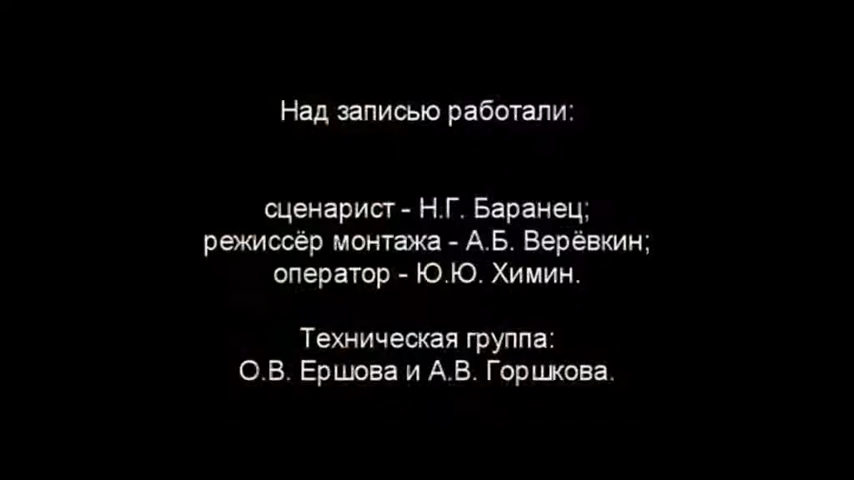 Над записью работали:
сценарист - Н.Г. Баранец;
режиссёр монтажа - А.Б. Верёвкин;
оператор - Ю.Ю. Химин.
Техническая группа:
О.В. Ершова и А.В. Горшкова.